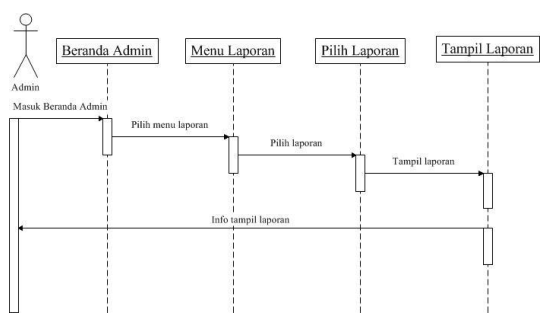 Beranda Admin
Menu Laporan
Pilih Laporan
Tampil Laporan
Admin
Masuk Beranda Admin
Pilih menu laporan
Pilih laporan
Tampil laporan
Info tampil laporan